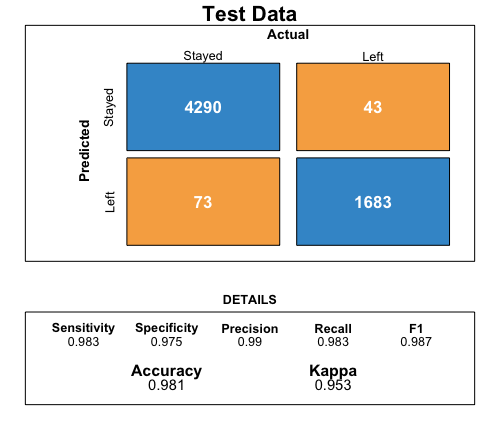 Test Data
Actual
Stayed Left
Predicted
Stayed
4290 43
Left
73 1683
DETAILS
Sensitivity Specificity Precision Recall F1
0.983 0.975 0.99 0.983 0.987
Accuracy Kappa
0.981 0.953